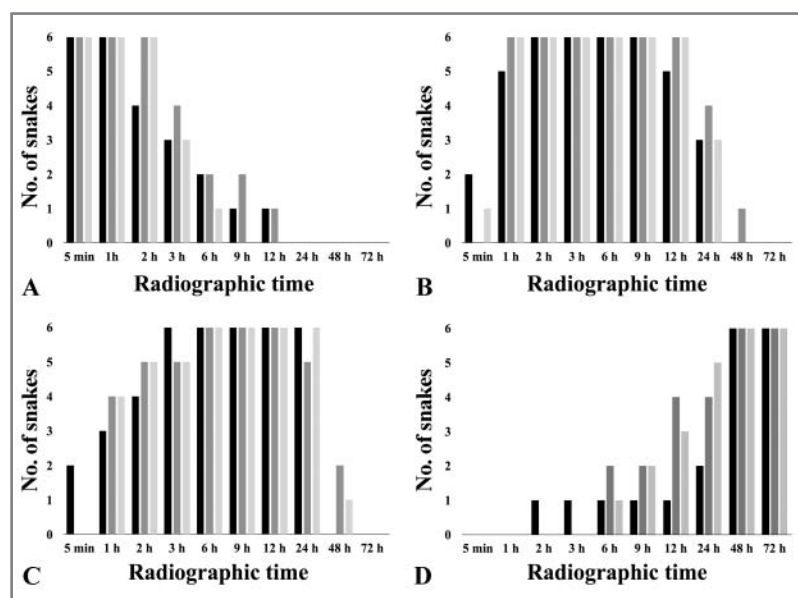 6
5
4
3
2
1
0
No. of snakes
5 min 1h 2 h 3 h 6 h 9 h 12 h 24 h 48 h 72 h
A Radiographic time
6
5
4
3
2
1
0
No. of snakes
5 min 1 h 2 h 3 h 6 h 9 h 12 h 24 h 48 h 72 h
B Radiographic time
6
5
4
3
2
1
0
No. of snakes
5 min 1 h 2 h 3 h 6 h 9 h 12 h 24 h 48 h 72 h
C Radiographic time
6
5
4
3
2
1
0
No. of snakes
5 min 1 h 2 h 3 h 6 h 9 h 12 h 24 h 48 h 72 h
D Radiographic time